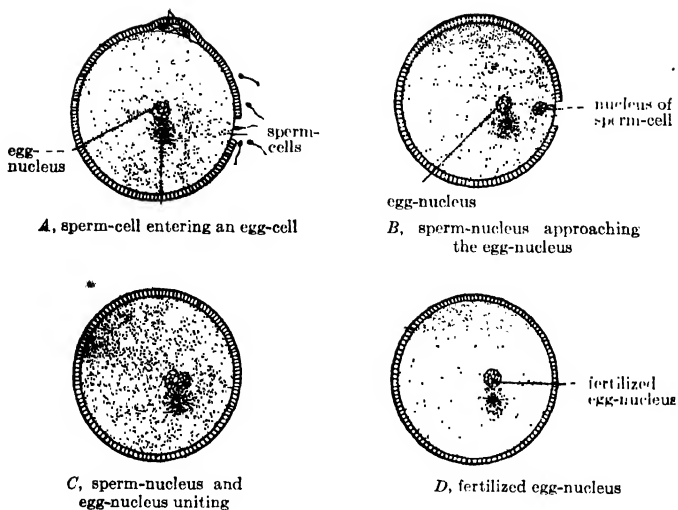 egg-
nucleus
sperm-
cells
A, sperm-cell entering an egg-cell
nucleus of
sperm-cell
egg-nucleus
B, sperm-nucleus approaching
the egg-nucleus
C, sperm-nucleus and
egg-nucleus uniting
fertilized
egg-nucleus
D, fertilized egg-nucleus